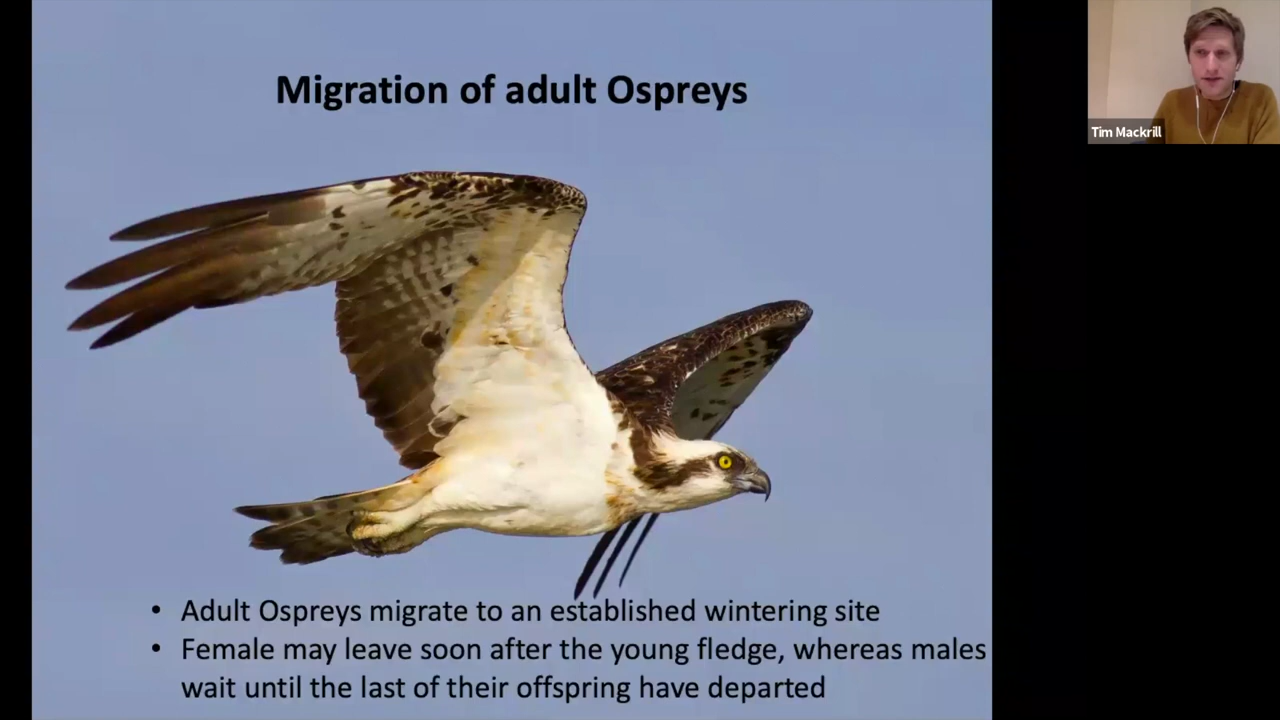 Migration of adult Ospreys
Tim Mackrill
• Adult Ospreys migrate to an established wintering site
• Female may leave soon after the young fledge, whereas males
wait until the last of their offspring have departed